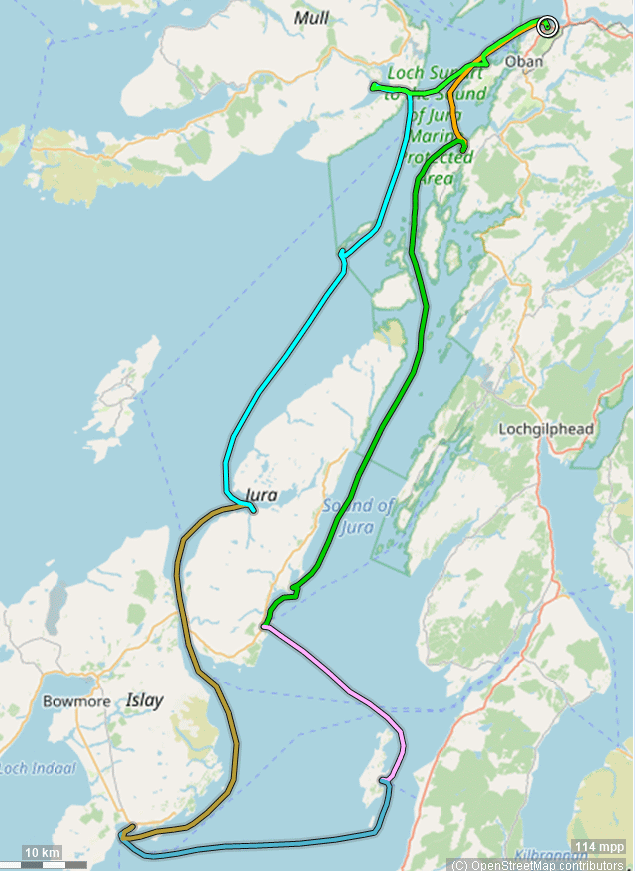 Mull
Oban
Loch Sunart
to the Sound
of Jura
Marine
Protected
Area
Lochgilphead
Jura
Sound of
Jura
Bowmore
Islay
Loch Indaal
10 km
114 mpp
Kilbrannan
(C) OpenStreetMap contributors